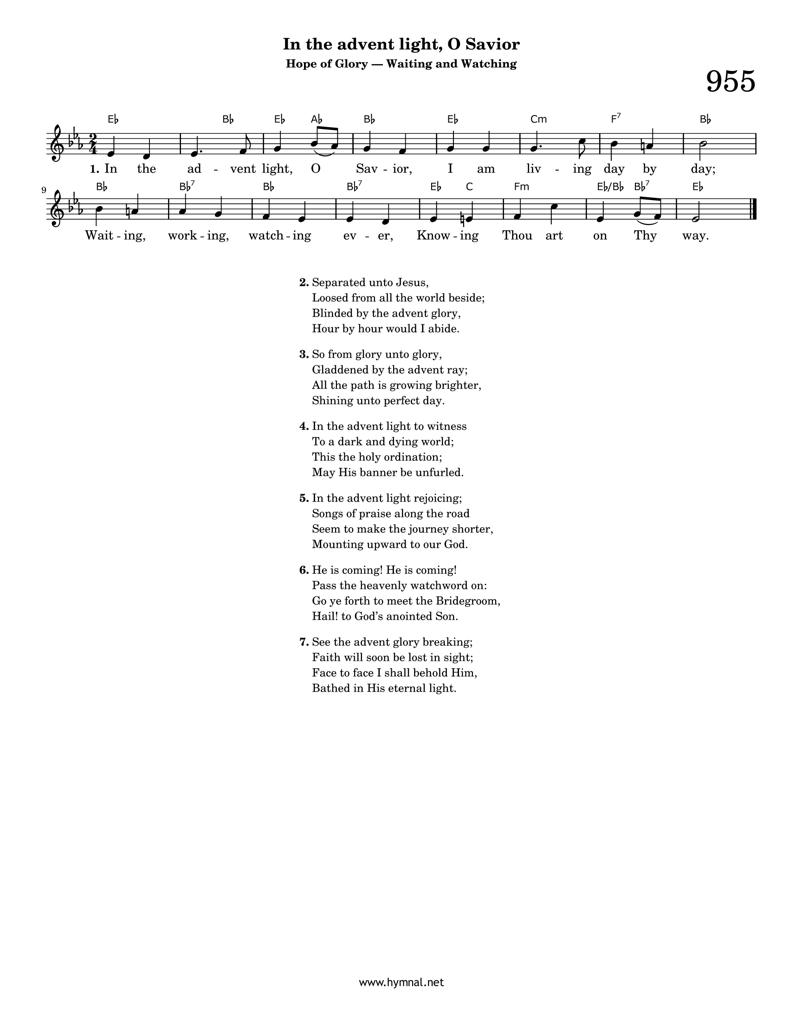 In the advent light, O Savior
Hope of Glory — Waiting and Watching
955
E♭ B♭ E♭ A♭ B♭ E♭ Cm F7 B♭
2
4
1. In the ad - vent light, O Sav - ior, I am liv - ing day by day;
9
B♭ B♭7 B♭ B♭7 E♭ C Fm E♭/B♭ B♭7 E♭
Wait - ing, work - ing, watch - ing ev - er, Know - ing Thou art on Thy way.
2. Separated unto Jesus,
Loosed from all the world beside;
Blinded by the advent glory,
Hour by hour would I abide.
3. So from glory unto glory,
Gladdened by the advent ray;
All the path is growing brighter,
Shining unto perfect day.
4. In the advent light to witness
To a dark and dying world;
This the holy ordination;
May His banner be unfurled.
5. In the advent light rejoicing;
Songs of praise along the road
Seem to make the journey shorter,
Mounting upward to our God.
6. He is coming! He is coming!
Pass the heavenly watchword on:
Go ye forth to meet the Bridegroom,
Hail! to God's anointed Son.
7. See the advent glory breaking;
Faith will soon be lost in sight;
Face to face I shall behold Him,
Bathed in His eternal light.
www.hymnal.net